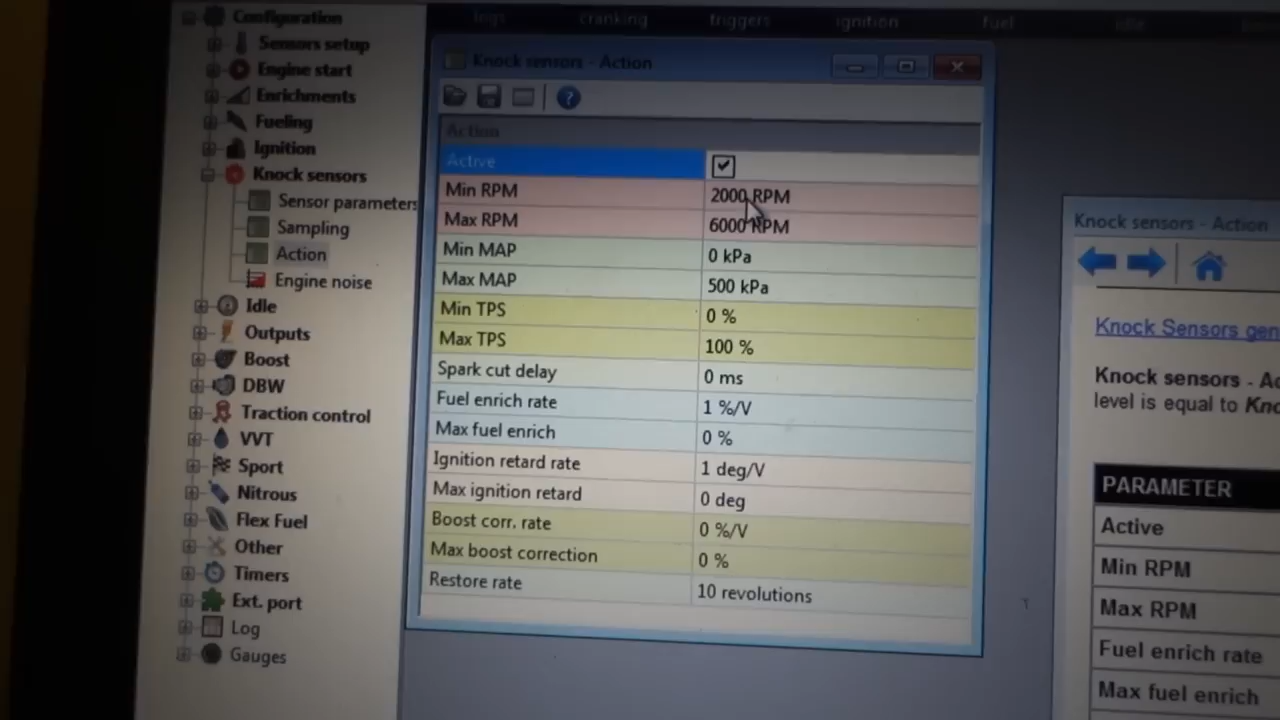 logs cranking triggers ignition fuel idle
Configuration
Sensors setup
Engine start
Enrichments
Fueling
Ignition
Knock sensors
Sensor parameters
Sampling
Action
Engine noise
Idle
Outputs
Boost
DBW
Traction control
VVT
Sport
Nitrous
Flex Fuel
Other
Timers
Ext. port
Log
Gauges
Knock sensors - Action
Action
Active
Min RPM 2000 RPM
Max RPM 6000 RPM
Min MAP 0 kPa
Max MAP 500 kPa
Min TPS 0 %
Max TPS 100 %
Spark cut delay 0 ms
Fuel enrich rate 1 %/V
Max fuel enrich 0 %
Ignition retard rate 1 deg/V
Max ignition retard 0 deg
Boost corr. rate 0 %/V
Max boost correction 0 %
Restore rate 10 revolutions
Knock sensors - Action
Knock Sensors gen
Knock sensors - Ac
level is equal to Kno
PARAMETER
Active
Min RPM
Max RPM
Fuel enrich rate
Max fuel enrich